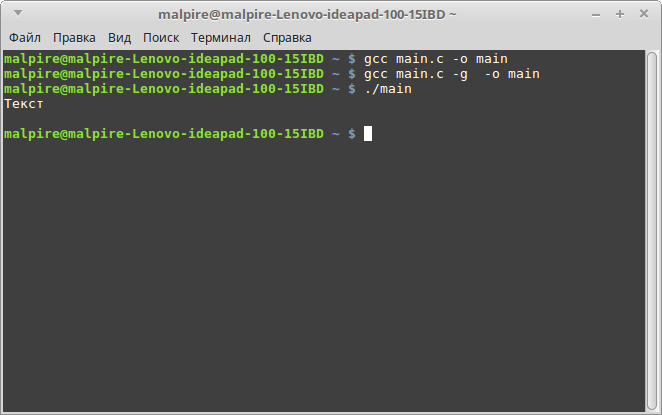 malpire@malpire-Lenovo-ideapad-100-15IBD ~
Файл Правка Вид Поиск Терминал Справка
malpire@malpire-Lenovo-ideapad-100-15IBD ~ $ gcc main.c -o main
malpire@malpire-Lenovo-ideapad-100-15IBD ~ $ gcc main.c -g  -o main
malpire@malpire-Lenovo-ideapad-100-15IBD ~ $ ./main
Текст
malpire@malpire-Lenovo-ideapad-100-15IBD ~ $